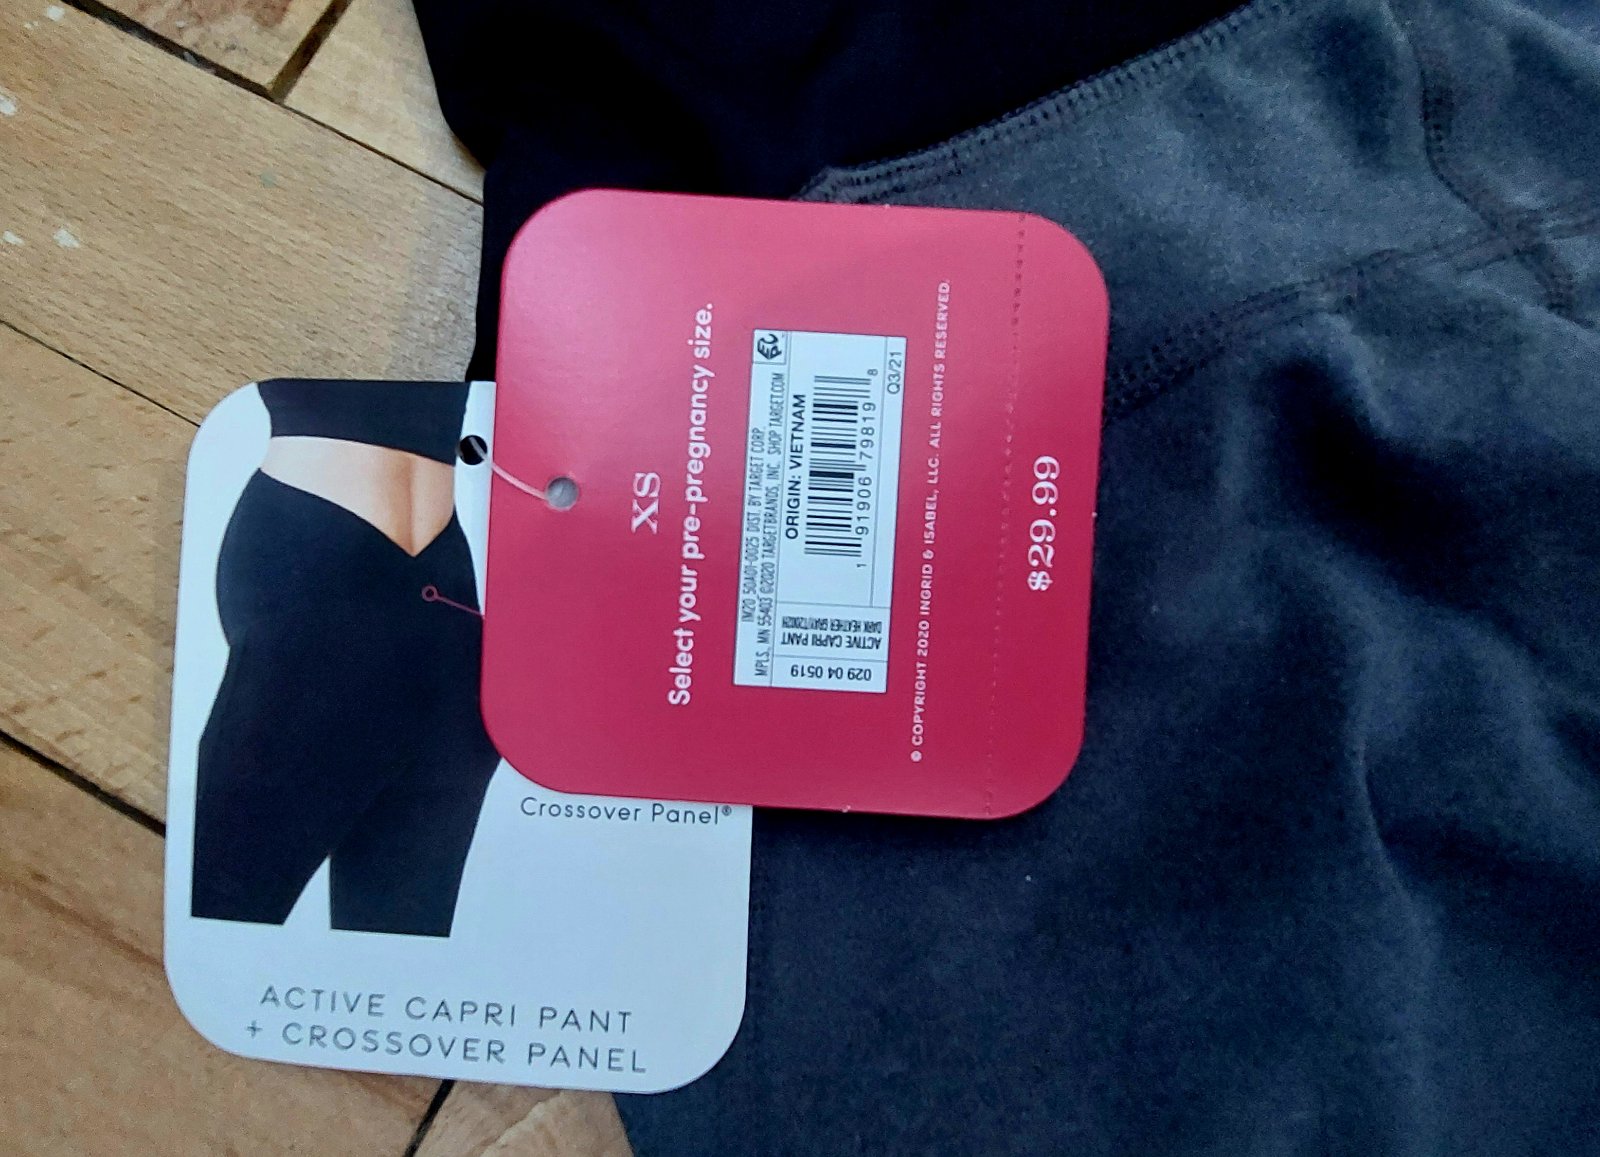 XS
Select your pre-pregnancy size.
IM20 50A01-0025 DIST. BY TARGET CORP.
MPLS, MN 55403 ©2020 TARGET BRANDS, INC. SHOP TARGET.COM
ORIGIN: VIETNAM
1 91906 79819 8
Q3/21
ACTIVE CAPRI PANT
DARK HEATHER GRAY
029 04 0519
© COPYRIGHT 2020 INGRID & ISABEL, LLC. ALL RIGHTS RESERVED.
$29.99
Crossover Panel®
ACTIVE CAPRI PANT
+ CROSSOVER PANEL